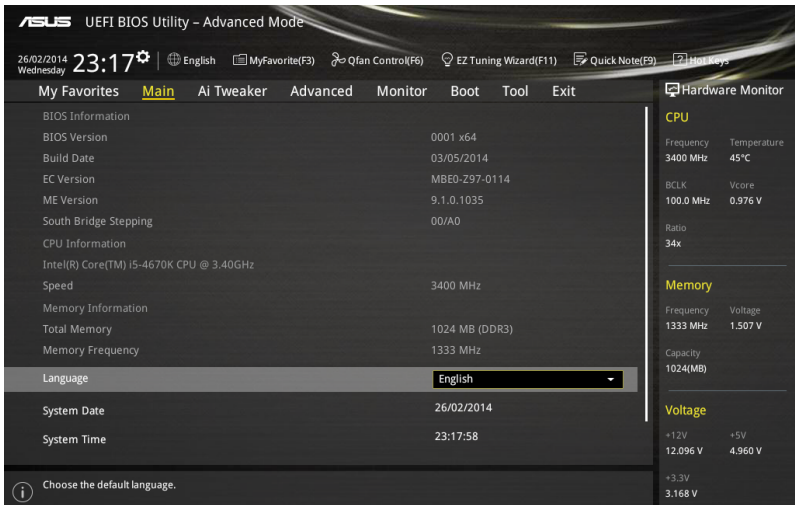 ASUS UEFI BIOS Utility – Advanced Mode
26/02/2014
Wednesday
23:17
English
MyFavorite(F3)
Qfan Control(F6)
EZ Tuning Wizard(F11)
Quick Note(F9)
? Hot Keys
My Favorites Main Ai Tweaker Advanced Monitor Boot Tool Exit
BIOS Information
BIOS Version 0001 x64
Build Date 03/05/2014
EC Version MBE0-Z97-0114
ME Version 9.1.0.1035
South Bridge Stepping 00/A0
CPU Information
Intel(R) Core(TM) i5-4670K CPU @ 3.40GHz
Speed 3400 MHz
Memory Information
Total Memory 1024 MB (DDR3)
Memory Frequency 1333 MHz
Language English
System Date 26/02/2014
System Time 23:17:58
i Choose the default language.
Hardware Monitor
CPU
Frequency Temperature
3400 MHz 45°C
BCLK Vcore
100.0 MHz 0.976 V
Ratio
34x
Memory
Frequency Voltage
1333 MHz 1.507 V
Capacity
1024(MB)
Voltage
+12V +5V
12.096 V 4.960 V
+3.3V
3.168 V